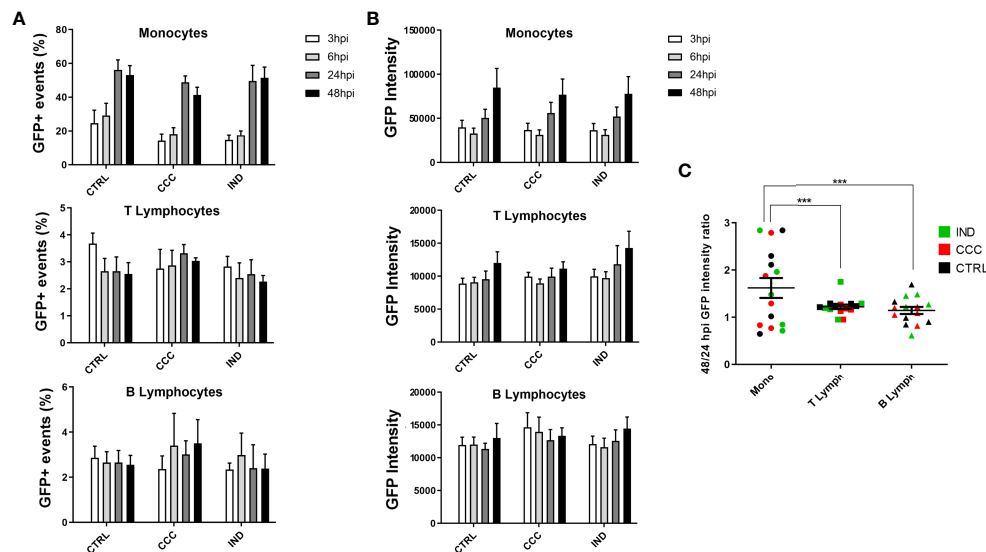 A
Monocytes
GFP+ events (%)
80
60
40
20
0
CTRL
CCC
IND
3hpi
6hpi
24hpi
48hpi
T Lymphocytes
GFP+ events (%)
5
4
3
2
1
0
CTRL
CCC
IND
B Lymphocytes
GFP+ events (%)
6
4
2
0
CTRL
CCC
IND
B
Monocytes
GFP Intensity
150000
100000
50000
0
CTRL
CCC
IND
3hpi
6hpi
24hpi
48hpi
T Lymphocytes
GFP Intensity
20000
15000
10000
5000
0
CTRL
CCC
IND
B Lymphocytes
GFP Intensity
25000
20000
15000
10000
5000
0
CTRL
CCC
IND
C
48/24 hpi GFP intensity ratio
***
***
3
2
1
0
Mono
T Lymph
B Lymph
IND
CCC
CTRL